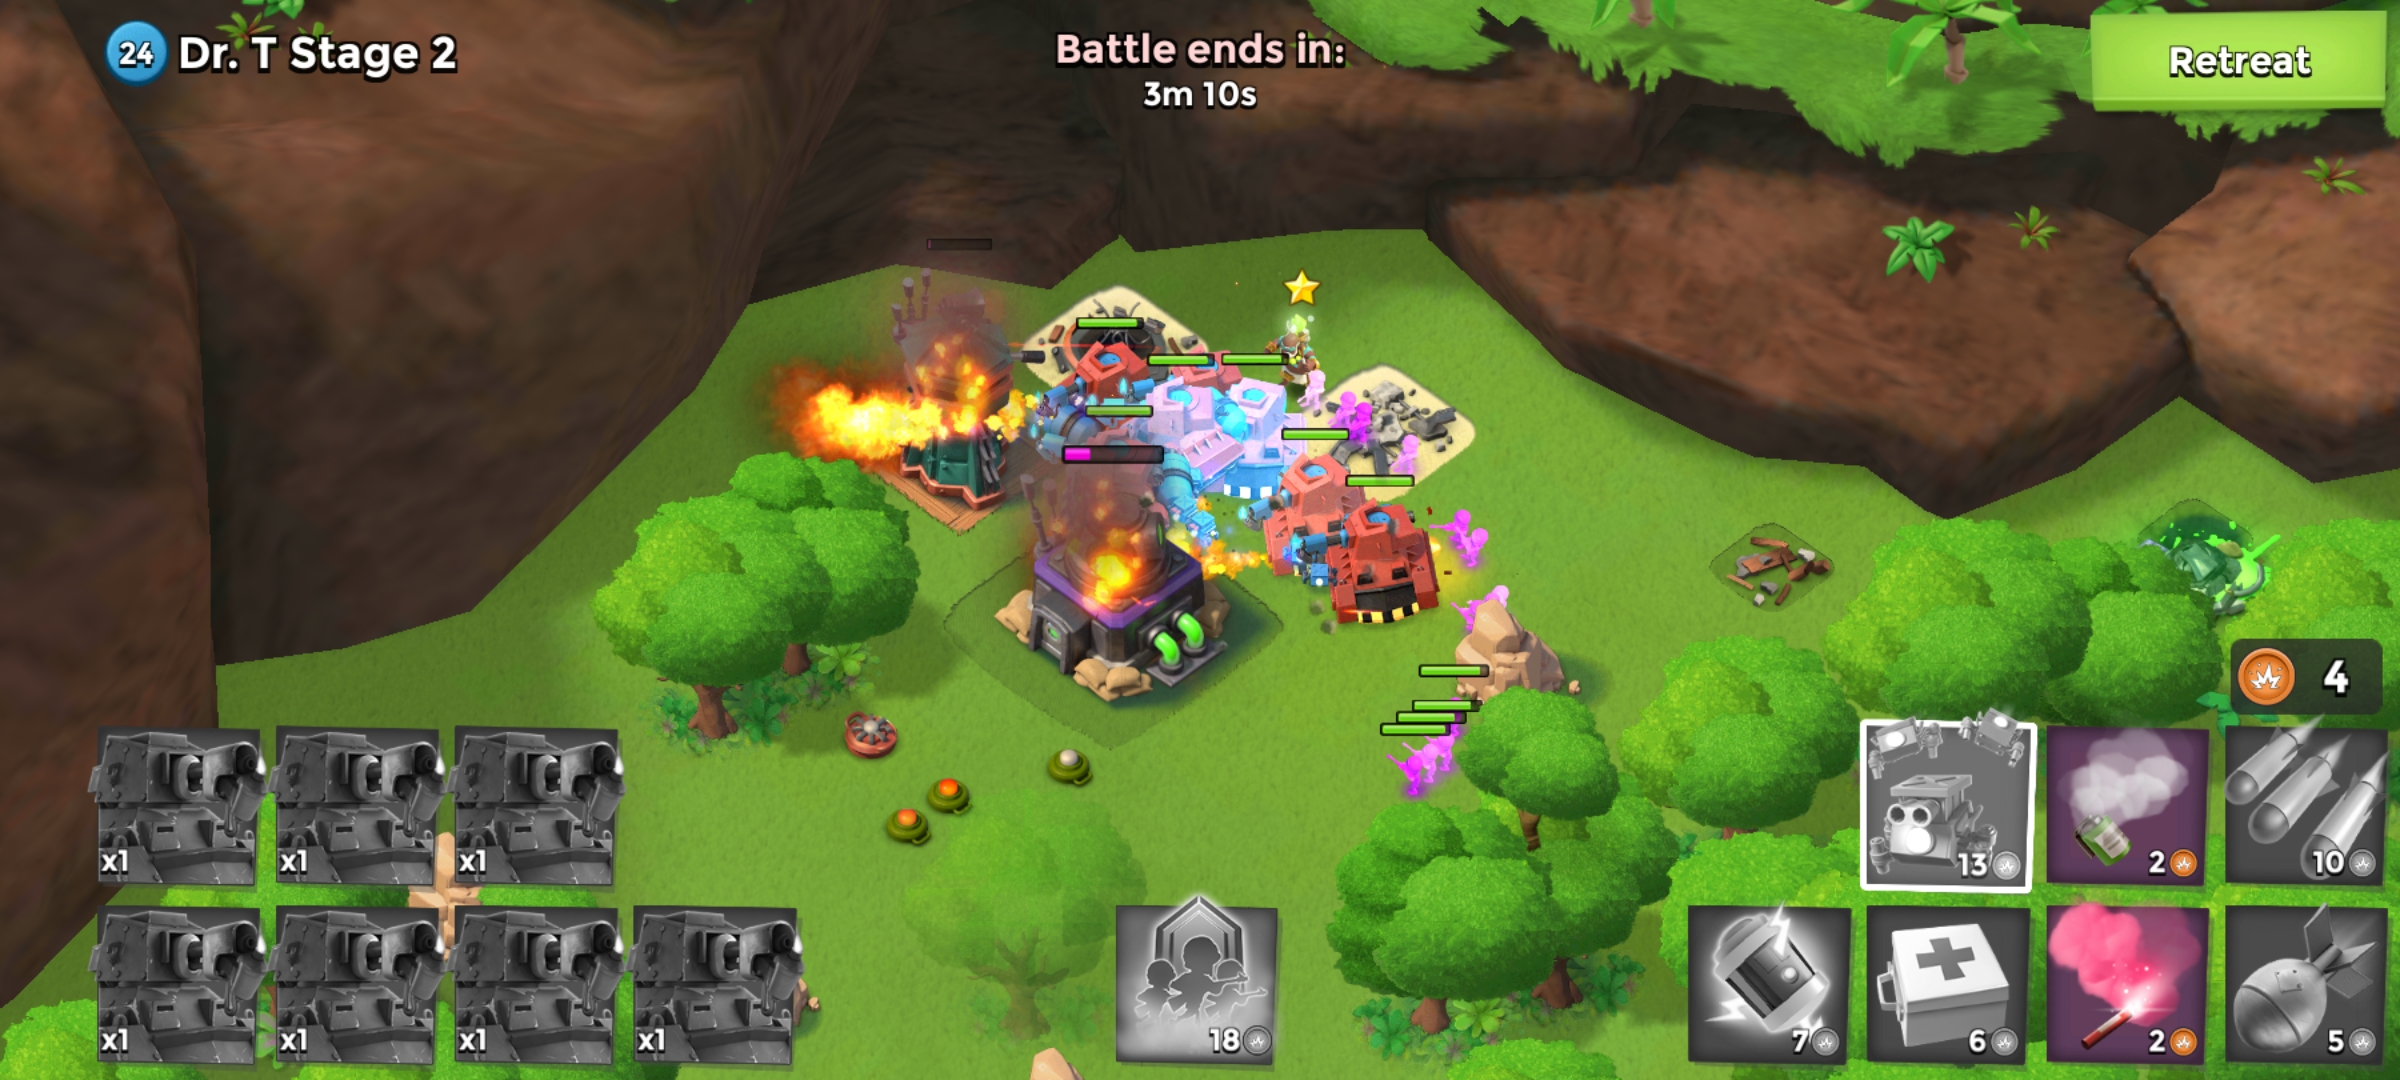 24 Dr. T Stage 2
Battle ends in:
3m 10s
Retreat
4
x1 x1 x1
13 2 10
x1 x1 x1 x1
18 7 6 2 5